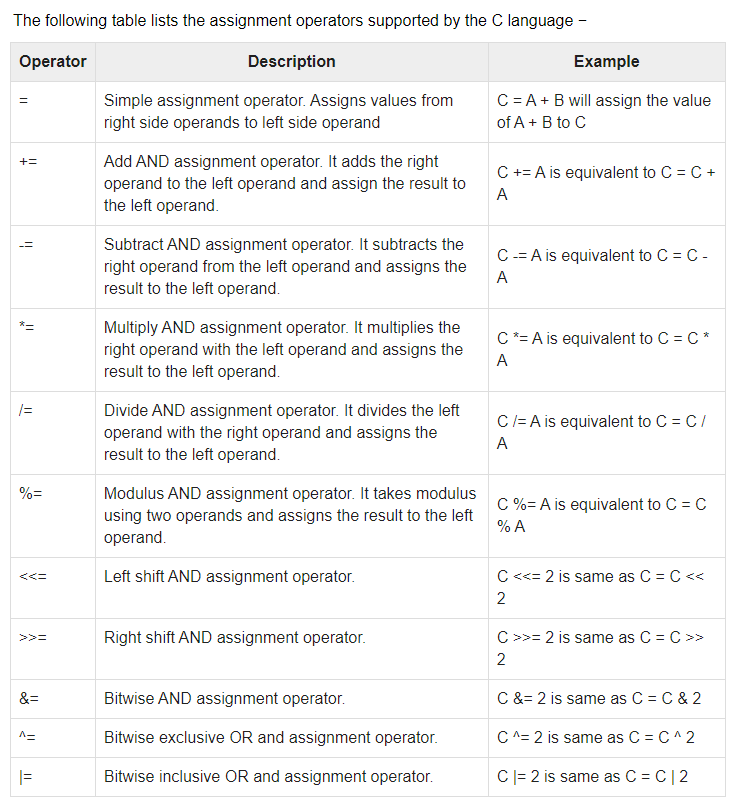 The following table lists the assignment operators supported by the C language −
Operator Description Example
= Simple assignment operator. Assigns values from
right side operands to left side operand
C = A + B will assign the value
of A + B to C
+= Add AND assignment operator. It adds the right
operand to the left operand and assign the result to
the left operand.
C += A is equivalent to C = C +
A
-= Subtract AND assignment operator. It subtracts the
right operand from the left operand and assigns the
result to the left operand.
C -= A is equivalent to C = C -
A
*= Multiply AND assignment operator. It multiplies the
right operand with the left operand and assigns the
result to the left operand.
C *= A is equivalent to C = C *
A
/= Divide AND assignment operator. It divides the left
operand with the right operand and assigns the
result to the left operand.
C /= A is equivalent to C = C /
A
%= Modulus AND assignment operator. It takes modulus
using two operands and assigns the result to the left
operand.
C %= A is equivalent to C = C
% A
<<= Left shift AND assignment operator.
C <<= 2 is same as C = C <<
2
>>= Right shift AND assignment operator.
C >>= 2 is same as C = C >>
2
&= Bitwise AND assignment operator. C &= 2 is same as C = C & 2
^= Bitwise exclusive OR and assignment operator. C ^= 2 is same as C = C ^ 2
|= Bitwise inclusive OR and assignment operator. C |= 2 is same as C = C | 2